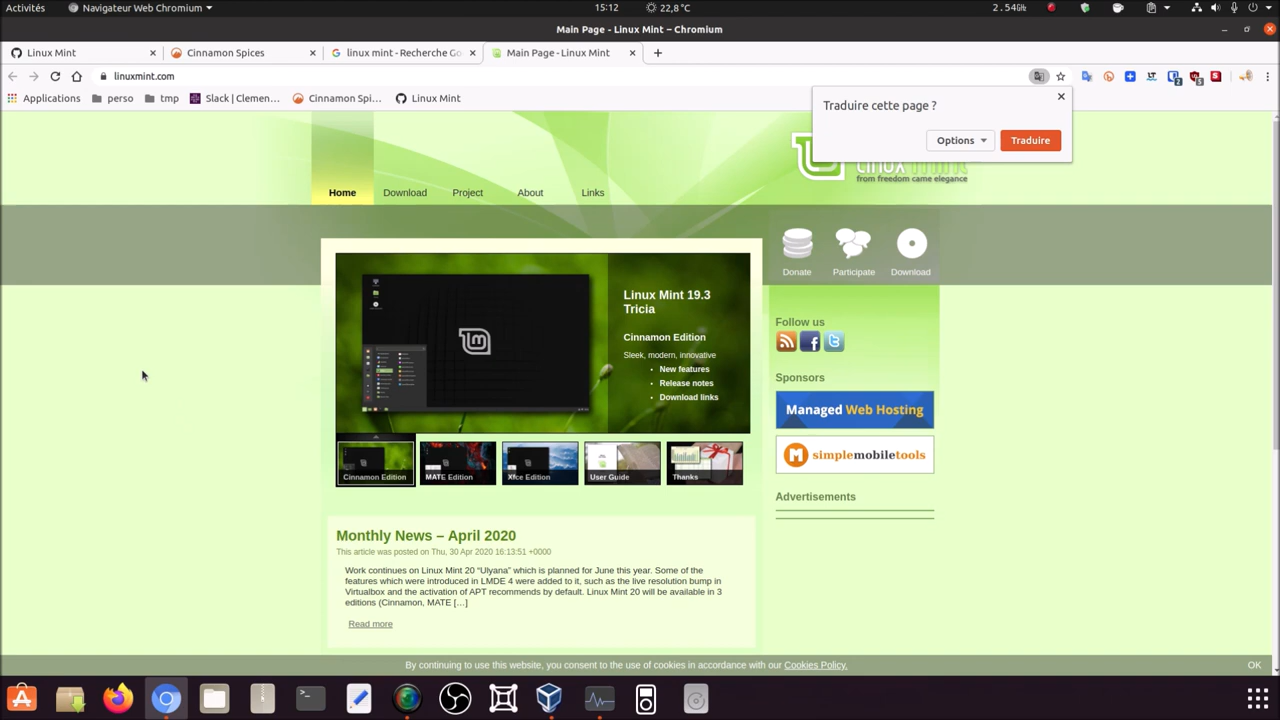 Activités
Navigateur Web Chromium
15:12
22,8°C
2.54GiB
Main Page - Linux Mint – Chromium
Linux Mint
Cinnamon Spices
linux mint - Recherche Go
Main Page - Linux Mint
linuxmint.com
Applications
perso
tmp
Slack | Clemen...
Cinnamon Spi...
Linux Mint
Traduire cette page ?
Options
Traduire
from freedom came elegance
Home
Download
Project
About
Links
Donate
Participate
Download
Linux Mint 19.3
Tricia
Cinnamon Edition
Sleek, modern, innovative
• New features
• Release notes
• Download links
Cinnamon Edition
MATE Edition
Xfce Edition
User Guide
Thanks
Follow us
Sponsors
Managed Web Hosting
simplemobiletools
Advertisements
Monthly News – April 2020
This article was posted on Thu, 30 Apr 2020 16:13:51 +0000
Work continues on Linux Mint 20 “Ulyana” which is planned for June this year. Some of the
features which were introduced in LMDE 4 were added to it, such as the live resolution bump in
Virtualbox and the activation of APT recommends by default. Linux Mint 20 will be available in 3
editions (Cinnamon, MATE […]
Read more
By continuing to use this website, you consent to the use of cookies in accordance with our Cookies Policy.
OK